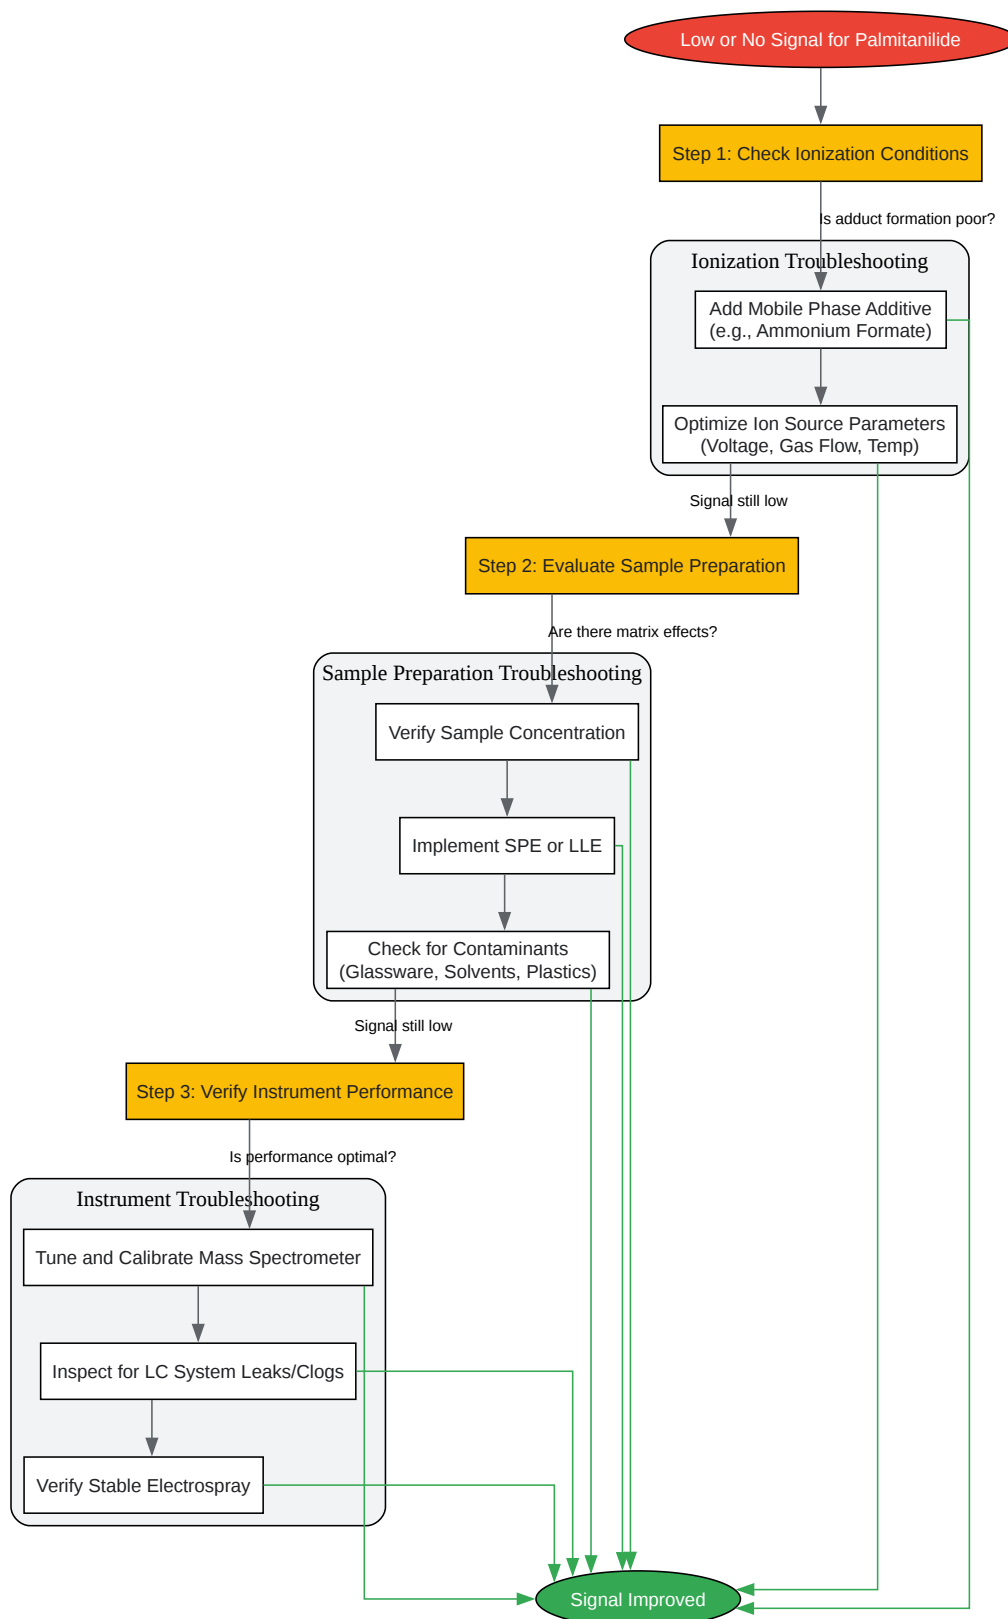 Low or No Signal for Palmitanilide
Step 1: Check Ionization Conditions
Is adduct formation poor?
Ionization Troubleshooting
Add Mobile Phase Additive
(e.g., Ammonium Formate)
Optimize Ion Source Parameters
(Voltage, Gas Flow, Temp)
Signal still low
Step 2: Evaluate Sample Preparation
Are there matrix effects?
Sample Preparation Troubleshooting
Verify Sample Concentration
Implement SPE or LLE
Check for Contaminants
(Glassware, Solvents, Plastics)
Signal still low
Step 3: Verify Instrument Performance
Is performance optimal?
Instrument Troubleshooting
Tune and Calibrate Mass Spectrometer
Inspect for LC System Leaks/Clogs
Verify Stable Electrospray
Signal Improved